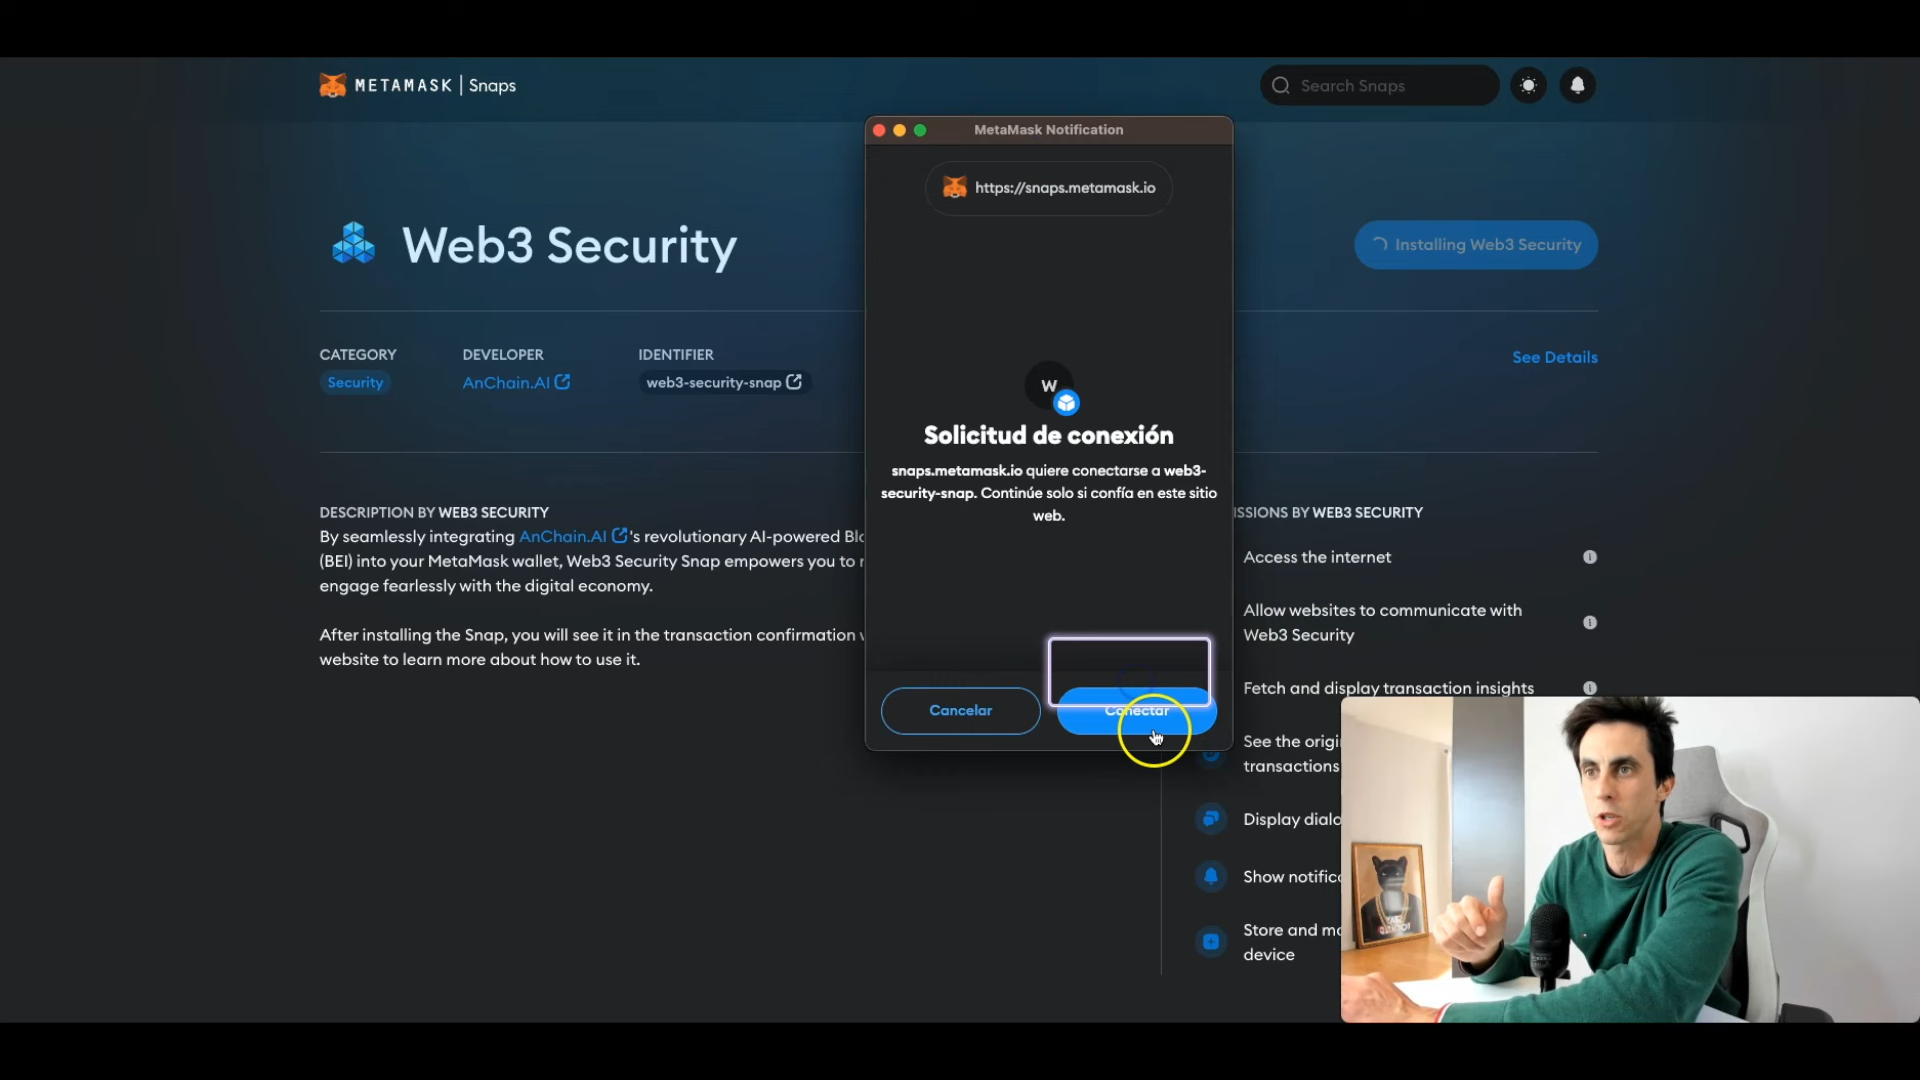 METAMASK | Snaps
Search Snaps
MetaMask Notification
https://snaps.metamask.io
Web3 Security
Installing Web3 Security
CATEGORY
DEVELOPER
IDENTIFIER
Security
AnChain.AI
web3-security-snap
See Details
W
Solicitud de conexión
snaps.metamask.io quiere conectarse a web3-
security-snap. Continúe solo si confía en este sitio
web.
Cancelar
Conectar
DESCRIPTION BY WEB3 SECURITY
By seamlessly integrating AnChain.AI 's revolutionary AI-powered Blo
(BEI) into your MetaMask wallet, Web3 Security Snap empowers you to
engage fearlessly with the digital economy.
After installing the Snap, you will see it in the transaction confirmation
website to learn more about how to use it.
ISSIONS BY WEB3 SECURITY
Access the internet
Allow websites to communicate with
Web3 Security
Fetch and display transaction insights
See the origi
transactions
Display dialo
Show notific
Store and m
device